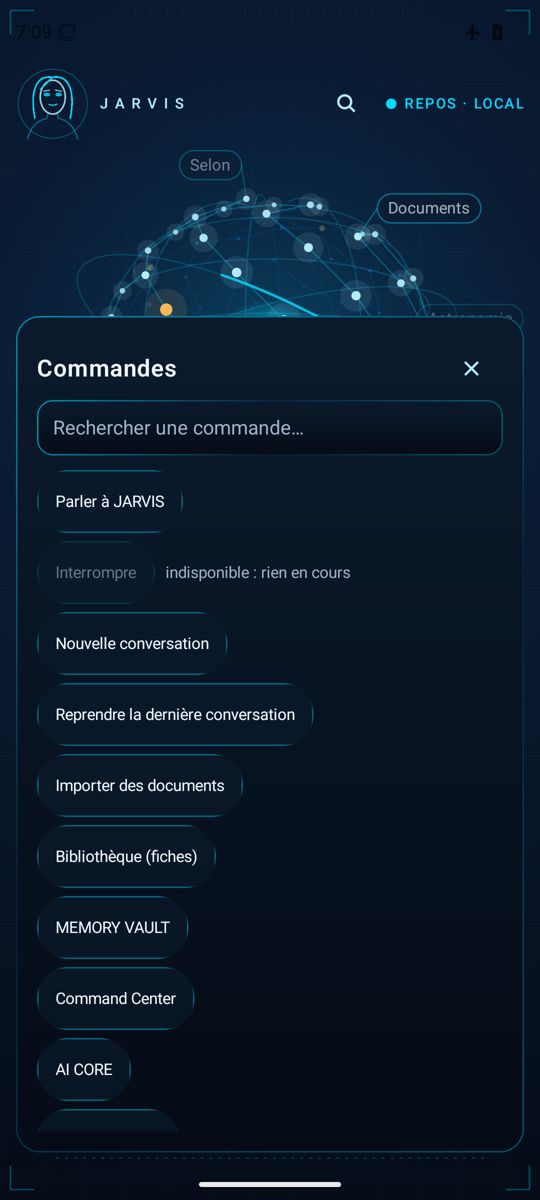 7:09
JARVIS
REPOS · LOCAL
Selon
Documents
Astronomie
Commandes
Rechercher une commande…
Parler à JARVIS
Interrompre indisponible : rien en cours
Nouvelle conversation
Reprendre la dernière conversation
Importer des documents
Bibliothèque (fiches)
MEMORY VAULT
Command Center
AI CORE